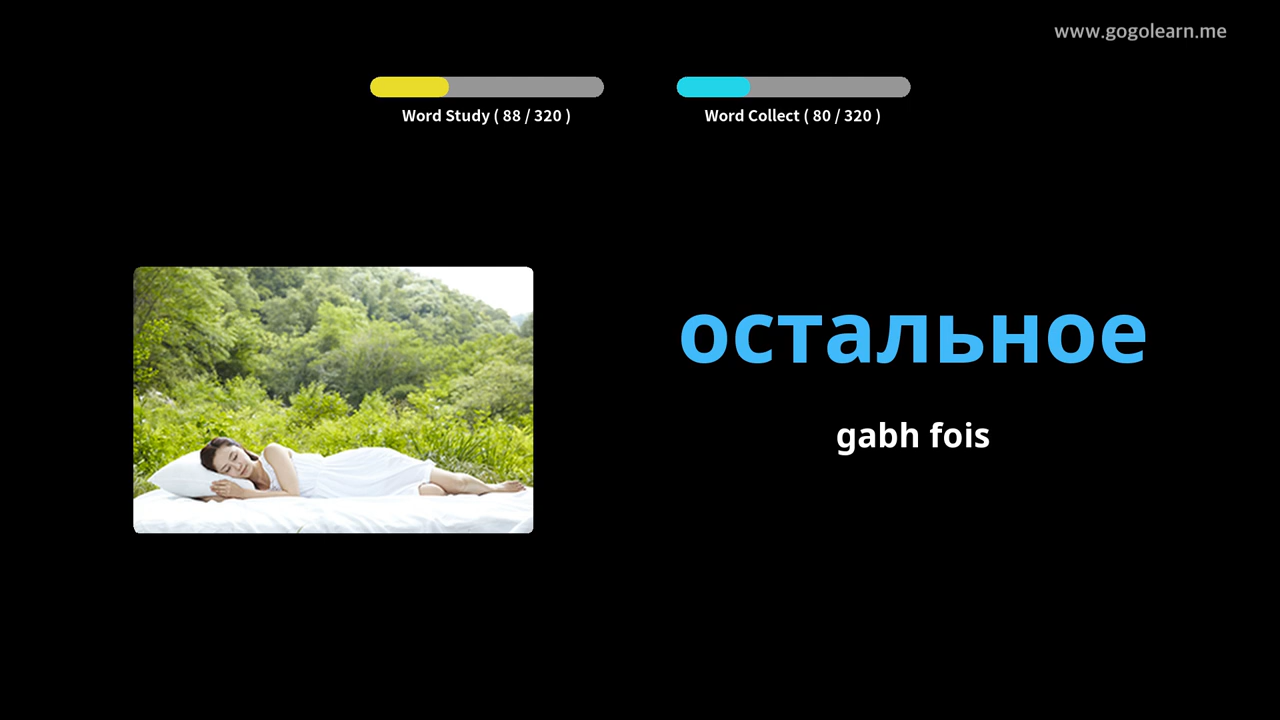 www.gogolearn.me
Word Study ( 88 / 320 )
Word Collect ( 80 / 320 )
остальное
gabh fois